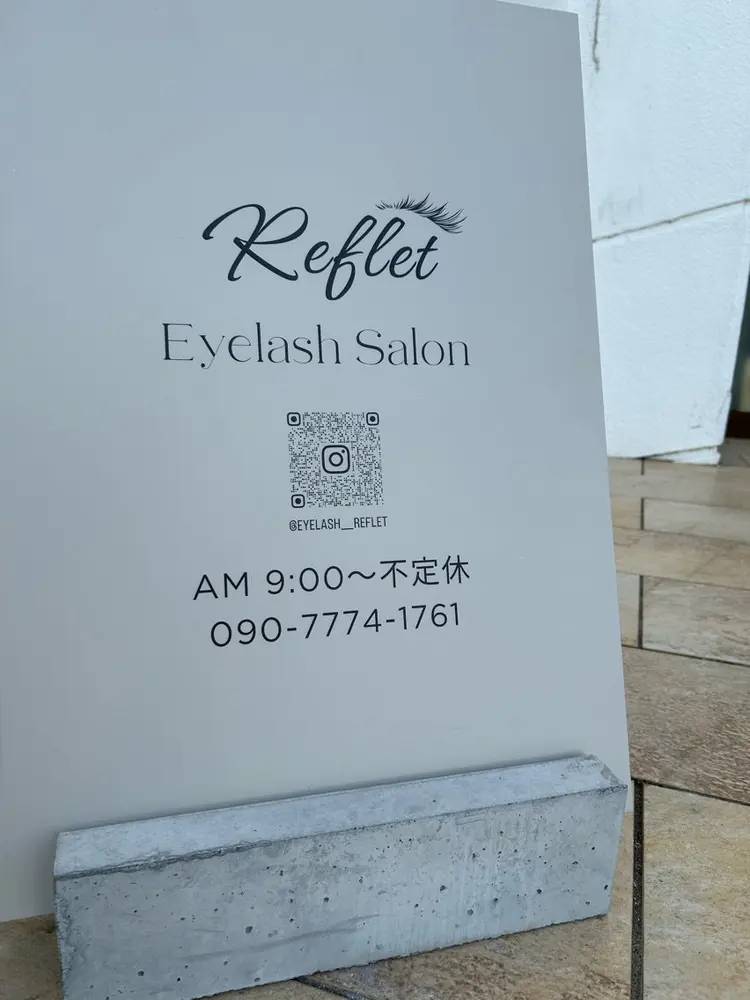 Reflet
Eyelash Salon
@EYELASH__REFLET
AM 9:00～不定休
090-7774-1761